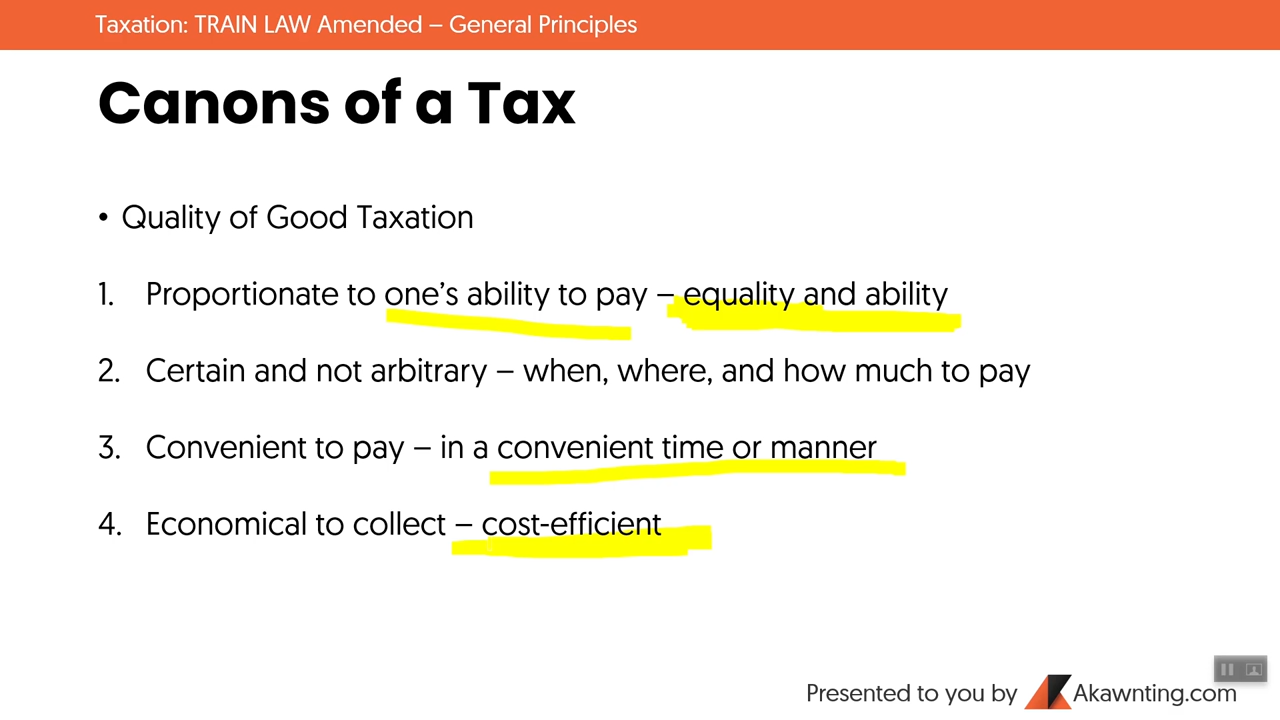 Taxation: TRAIN LAW Amended – General Principles
Canons of a Tax
• Quality of Good Taxation
1. Proportionate to one's ability to pay – equality and ability
2. Certain and not arbitrary – when, where, and how much to pay
3. Convenient to pay – in a convenient time or manner
4. Economical to collect – cost-efficient
Presented to you by Akawnting.com